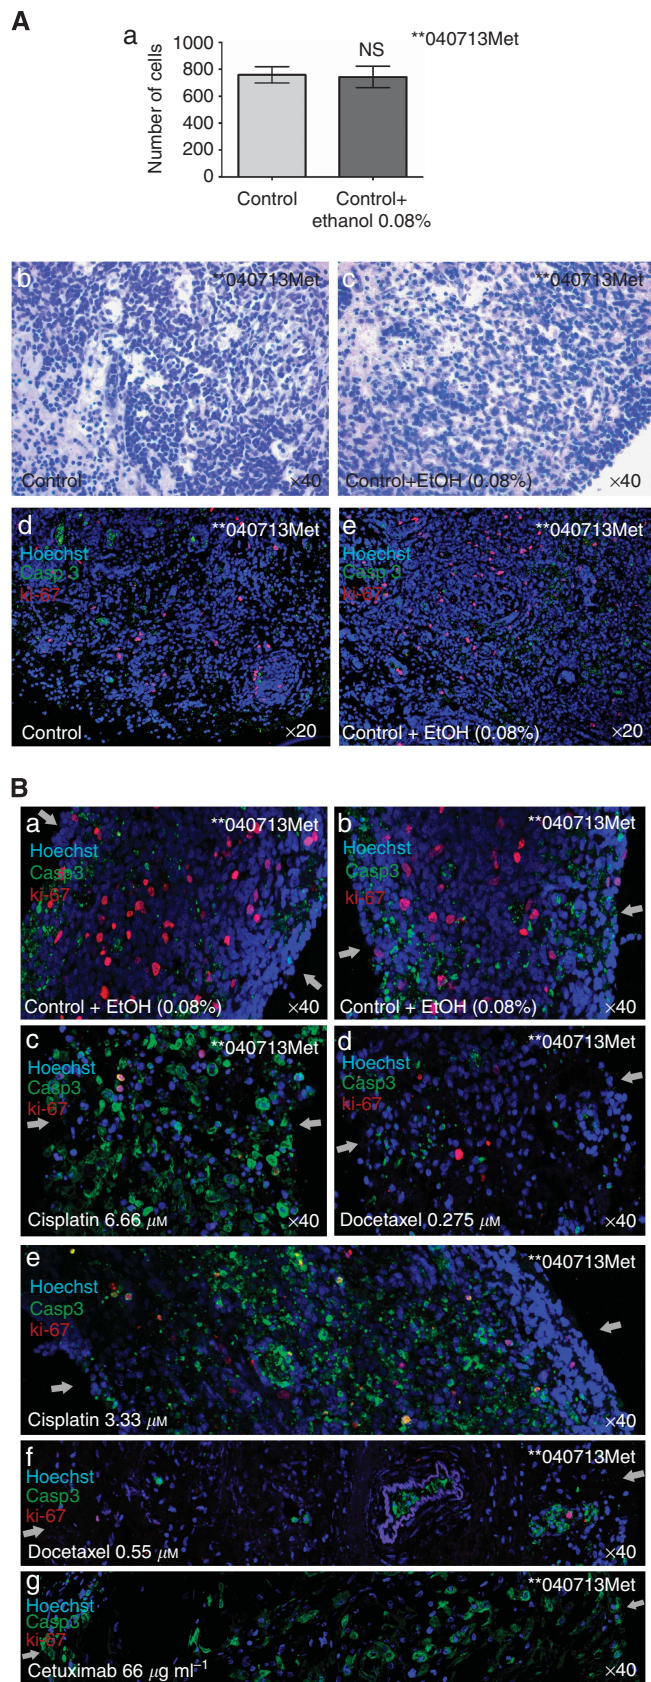 A
a
**040713Met
NS
Number of cells
1000
800
600
400
200
0
Control
Control+
ethanol 0.08%
b
**040713Met
Control
×40
c
**040713Met
Control+EtOH (0.08%)
×40
d
**040713Met
Hoechst
Casp 3
ki-67
Control
×20
e
**040713Met
Hoechst
Casp 3
ki-67
Control + EtOH (0.08%)
×20
B
a
**040713Met
Hoechst
Casp3
ki-67
Control + EtOH (0.08%)
×40
b
**040713Met
Hoechst
Casp3
ki-67
Control + EtOH (0.08%)
×40
c
**040713Met
Hoechst
Casp3
ki-67
Cisplatin 6.66 μM
×40
d
**040713Met
Hoechst
Casp3
ki-67
Docetaxel 0.275 μM
×40
e
**040713Met
Hoechst
Casp3
ki-67
Cisplatin 3.33 μM
×40
f
**040713Met
Hoechst
Casp3
ki-67
Docetaxel 0.55 μM
×40
g
**040713Met
Hoechst
Casp3
ki-67
Cetuximab 66 μg ml⁻¹
×40